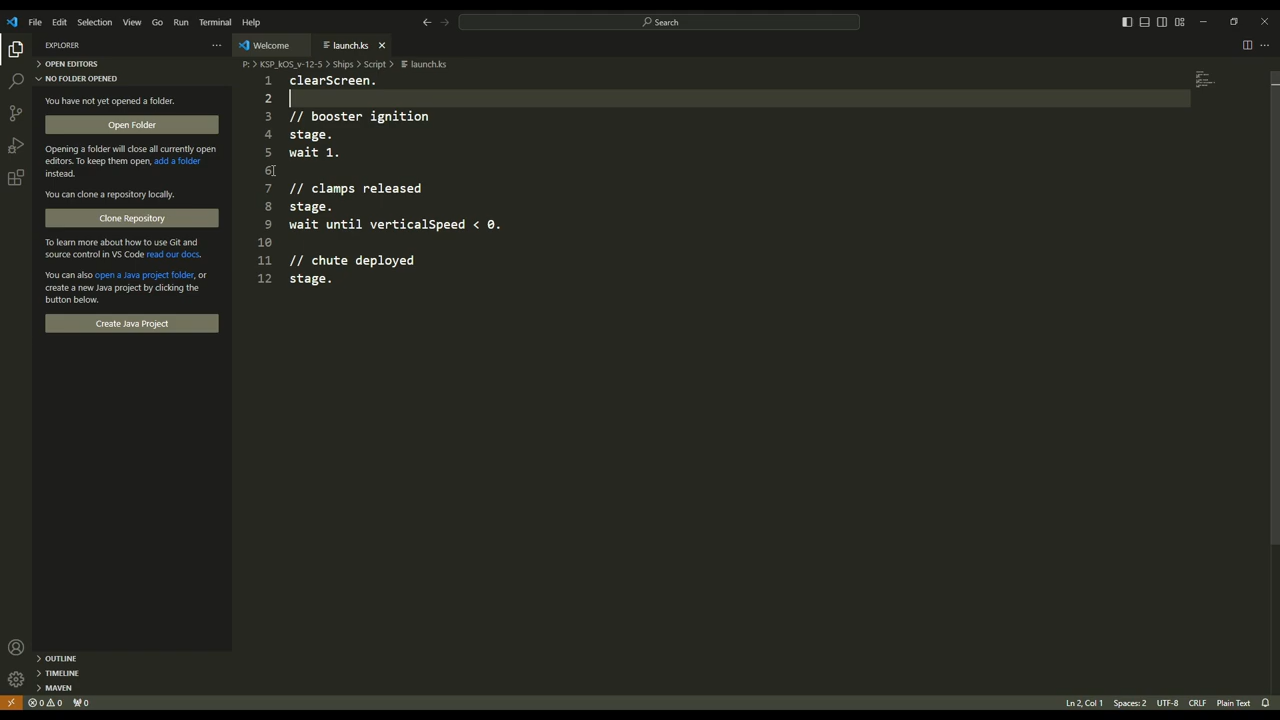 File Edit Selection View Go Run Terminal Help
Search
EXPLORER
OPEN EDITORS
NO FOLDER OPENED
You have not yet opened a folder.
Open Folder
Opening a folder will close all currently open
editors. To keep them open, add a folder
instead.
You can clone a repository locally.
Clone Repository
To learn more about how to use Git and
source control in VS Code read our docs.
You can also open a Java project folder, or
create a new Java project by clicking the
button below.
Create Java Project
OUTLINE
TIMELINE
MAVEN
Welcome launch.ks
P: > KSP_kOS_v-12-5 > Ships > Script > launch.ks
1 clearScreen.
2
3 // booster ignition
4 stage.
5 wait 1.
6
7 // clamps released
8 stage.
9 wait until verticalSpeed < 0.
10
11 // chute deployed
12 stage.
0 0 0 Ln 2, Col 1 Spaces: 2 UTF-8 CRLF Plain Text